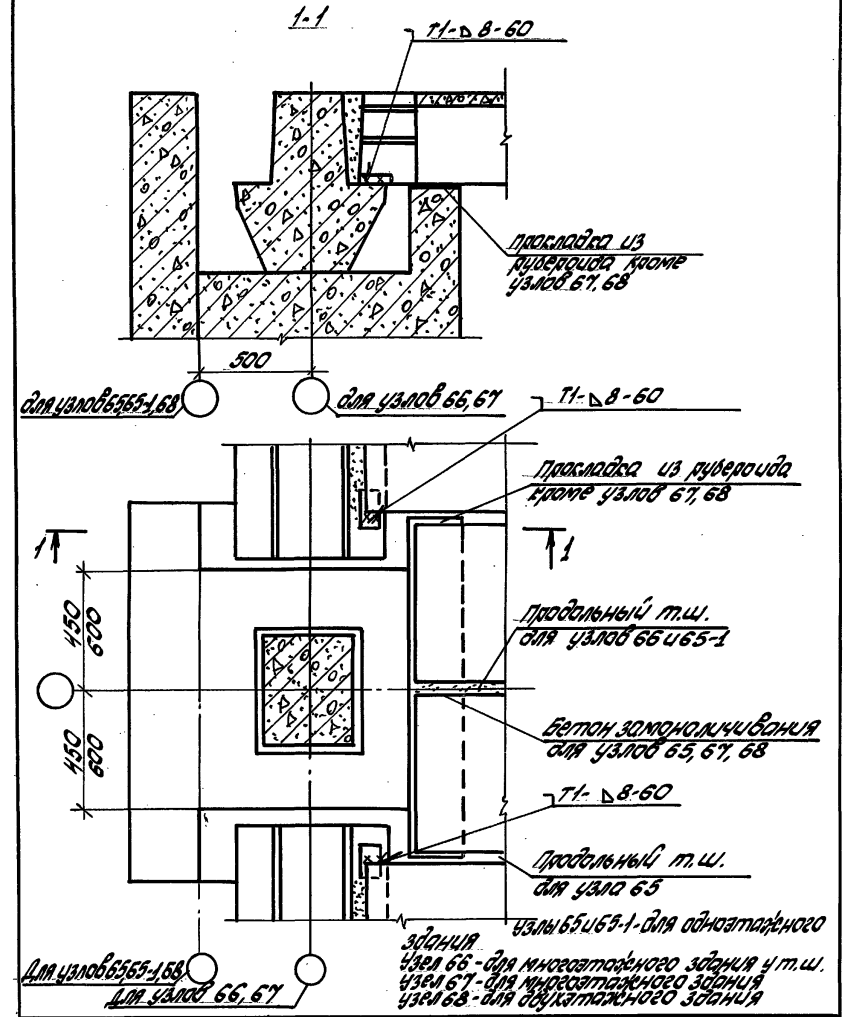 1-1
Т1-⊿8-60
прокладка из
рубероида кроме
узлов 67, 68
500
для узлов 65,65-1,68
для узлов 66, 67
Т1-⊿8-60
Прокладка из рубероида
кроме узлов 67, 68
1
1
450
600
Продольный т.ш.
для узлов 66 и 65-1
Бетон замоноличивания
для узлов 65, 67, 68
450
600
Т1-⊿8-60
Продольный т.ш.
для узла 65
узлы 65 и 65-1-для одноэтажного
здания
Узел 66-для многоэтажного здания у т.ш.
узел 67-для многоэтажного здания
узел 68-для двухэтажного здания
Для узлов 65,65-1,68
Для узлов 66, 67